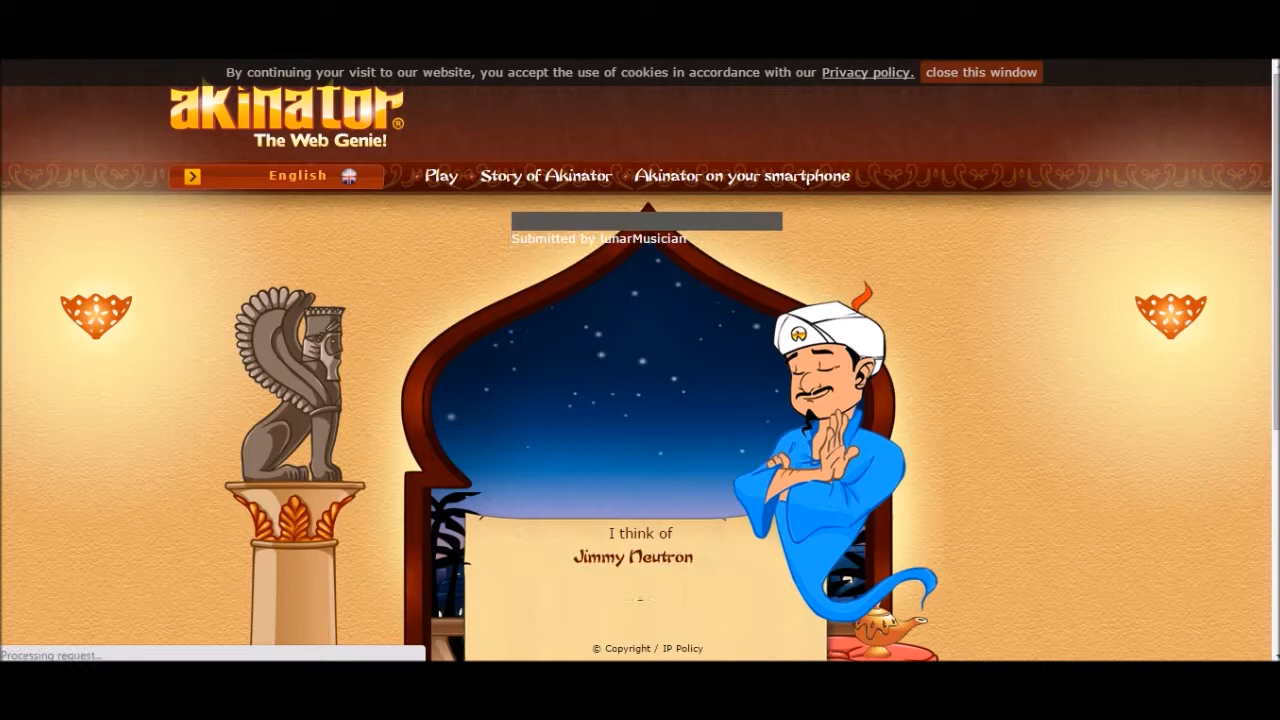 By continuing your visit to our website, you accept the use of cookies in accordance with our Privacy policy. close this window
akinator®
The Web Genie!
English
· Play · Story of Akinator · Akinator on your smartphone
Submitted by lunarMusician
I think of
Jimmy Neutron
-
© Copyright / IP Policy
Processing request...